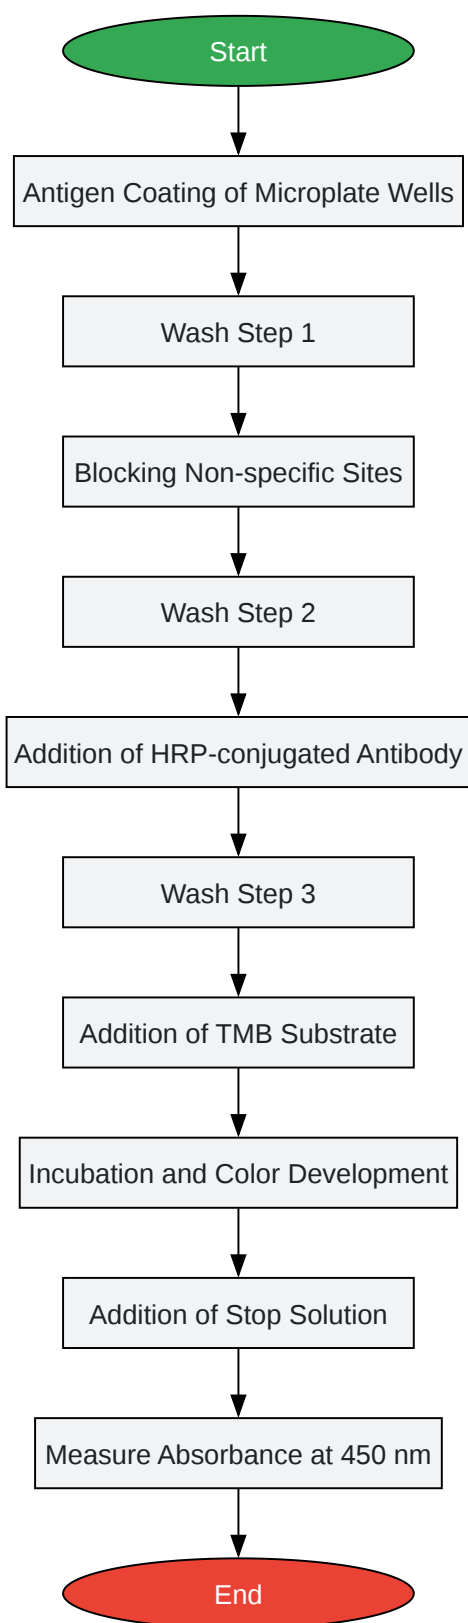 Start
Antigen Coating of Microplate Wells
Wash Step 1
Blocking Non-specific Sites
Wash Step 2
Addition of HRP-conjugated Antibody
Wash Step 3
Addition of TMB Substrate
Incubation and Color Development
Addition of Stop Solution
Measure Absorbance at 450 nm
End